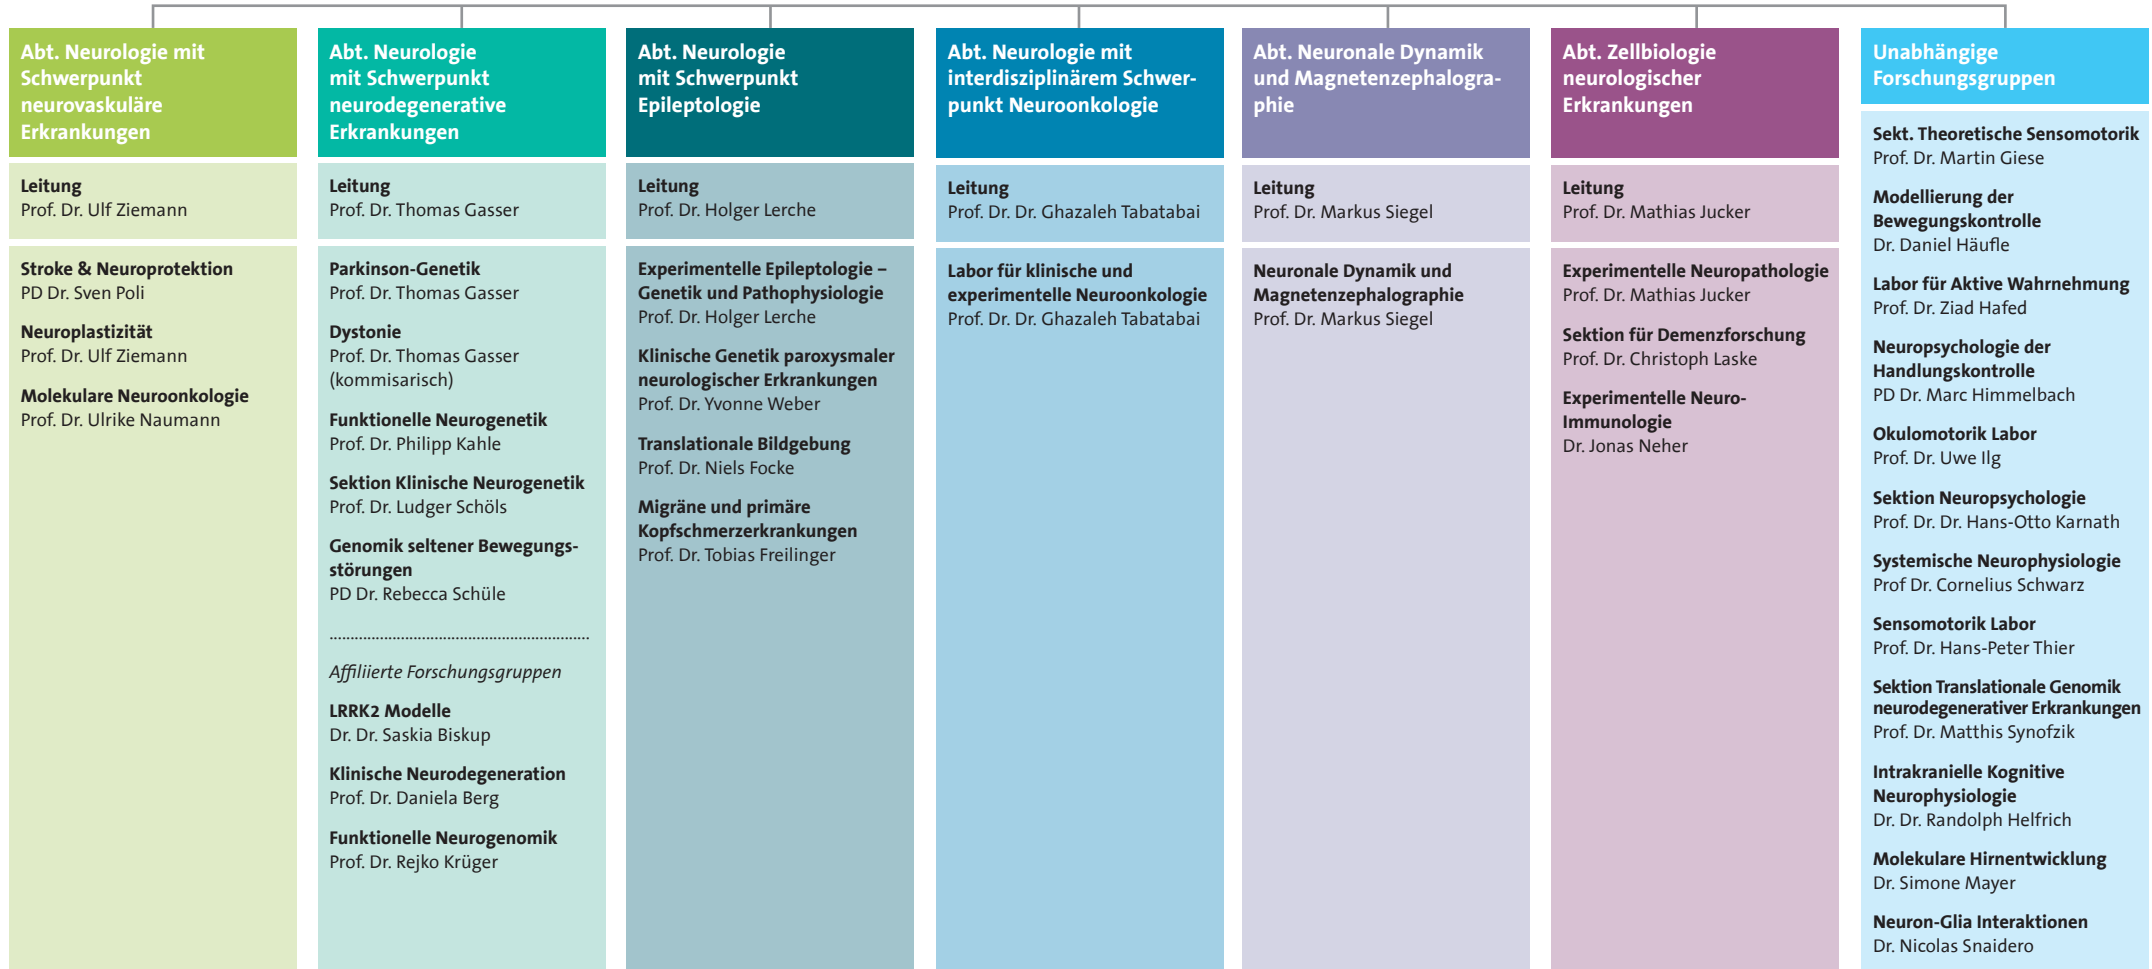 Abt. Neurologie mit
Schwerpunkt
neurovaskuläre
Erkrankungen
Leitung
Prof. Dr. Ulf Ziemann
Stroke & Neuroprotektion
PD Dr. Sven Poli
Neuroplastizität
Prof. Dr. Ulf Ziemann
Molekulare Neuroonkologie
Prof. Dr. Ulrike Naumann
Abt. Neurologie
mit Schwerpunkt
neurodegenerative
Erkrankungen
Leitung
Prof. Dr. Thomas Gasser
Parkinson-Genetik
Prof. Dr. Thomas Gasser
Dystonie
Prof. Dr. Thomas Gasser
(kommisarisch)
Funktionelle Neurogenetik
Prof. Dr. Philipp Kahle
Sektion Klinische Neurogenetik
Prof. Dr. Ludger Schöls
Genomik seltener Bewegungs-
störungen
PD Dr. Rebecca Schüle
Affiliierte Forschungsgruppen
LRRK2 Modelle
Dr. Dr. Saskia Biskup
Klinische Neurodegeneration
Prof. Dr. Daniela Berg
Funktionelle Neurogenomik
Prof. Dr. Rejko Krüger
Abt. Neurologie
mit Schwerpunkt
Epileptologie
Leitung
Prof. Dr. Holger Lerche
Experimentelle Epileptologie –
Genetik und Pathophysiologie
Prof. Dr. Holger Lerche
Klinische Genetik paroxysmaler
neurologischer Erkrankungen
Prof. Dr. Yvonne Weber
Translationale Bildgebung
Prof. Dr. Niels Focke
Migräne und primäre
Kopfschmerzerkrankungen
Prof. Dr. Tobias Freilinger
Abt. Neurologie mit
interdisziplinärem Schwer-
punkt Neuroonkologie
Leitung
Prof. Dr. Dr. Ghazaleh Tabatabai
Labor für klinische und
experimentelle Neuroonkologie
Prof. Dr. Dr. Ghazaleh Tabatabai
Abt. Neuronale Dynamik
und Magnetenzephalogra-
phie
Leitung
Prof. Dr. Markus Siegel
Neuronale Dynamik und
Magnetenzephalographie
Prof. Dr. Markus Siegel
Abt. Zellbiologie
neurologischer
Erkrankungen
Leitung
Prof. Dr. Mathias Jucker
Experimentelle Neuropathologie
Prof. Dr. Mathias Jucker
Sektion für Demenzforschung
Prof. Dr. Christoph Laske
Experimentelle Neuro-
Immunologie
Dr. Jonas Neher
Unabhängige
Forschungsgruppen
Sekt. Theoretische Sensomotorik
Prof. Dr. Martin Giese
Modellierung der
Bewegungskontrolle
Dr. Daniel Häufle
Labor für Aktive Wahrnehmung
Prof. Dr. Ziad Hafed
Neuropsychologie der
Handlungskontrolle
PD Dr. Marc Himmelbach
Okulomotorik Labor
Prof. Dr. Uwe Ilg
Sektion Neuropsychologie
Prof. Dr. Dr. Hans-Otto Karnath
Systemische Neurophysiologie
Prof Dr. Cornelius Schwarz
Sensomotorik Labor
Prof. Dr. Hans-Peter Thier
Sektion Translationale Genomik
neurodegenerativer Erkrankungen
Prof. Dr. Matthis Synofzik
Intrakranielle Kognitive
Neurophysiologie
Dr. Dr. Randolph Helfrich
Molekulare Hirnentwicklung
Dr. Simone Mayer
Neuron-Glia Interaktionen
Dr. Nicolas Snaidero